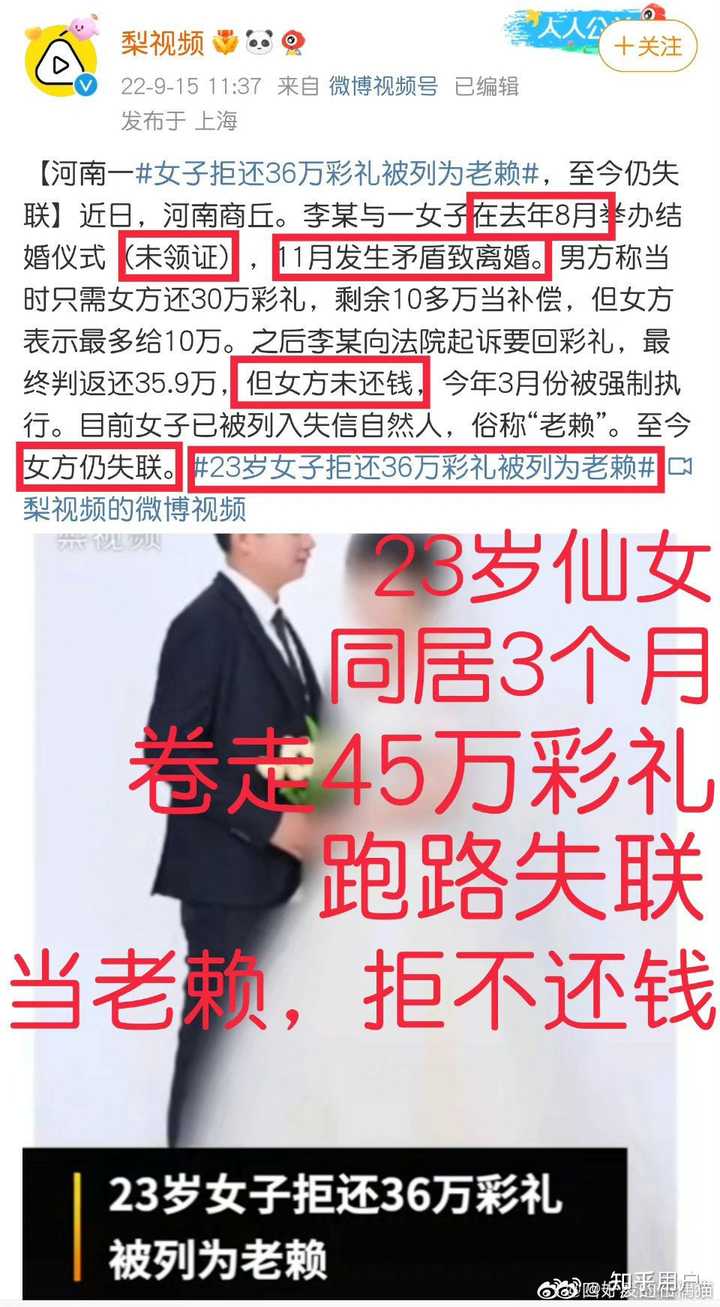 梨视频
人人公
＋关注
22-9-15 11:37 来自 微博视频号 已编辑
发布于 上海
【河南一#女子拒还36万彩礼被列为老赖#，至今仍失
联】近日，河南商丘。李某与一女子在去年8月举办结
婚仪式（未领证），11月发生矛盾致离婚。男方称当
时只需女方还30万彩礼，剩余10多万当补偿，但女方
表示最多给10万。之后李某向法院起诉要回彩礼，最
终判返还35.9万，但女方未还钱，今年3月份被强制执
行。目前女子已被列入失信自然人，俗称“老赖”。至今
女方仍失联。#23岁女子拒还36万彩礼被列为老赖#
梨视频的微博视频
梨视频
23岁仙女
同居3个月
卷走45万彩礼
跑路失联
当老赖，拒不还钱
23岁女子拒还36万彩礼
被列为老赖
知乎用户